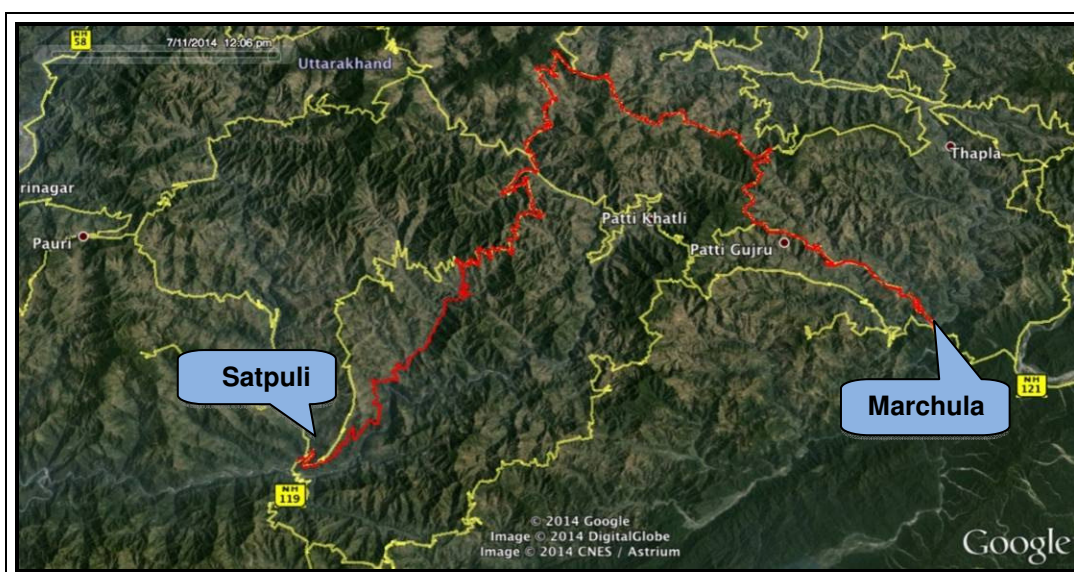 NH
58
7/11/2014 12:06 pm
Uttarakhand
Thapla
rinagar
Pauri
Patti Khatli
Patti Gujru
Satpuli
NH
121
Marchula
NH
119
© 2014 Google
Image © 2014 DigitalGlobe
Image © 2014 CNES / Astrium
Google